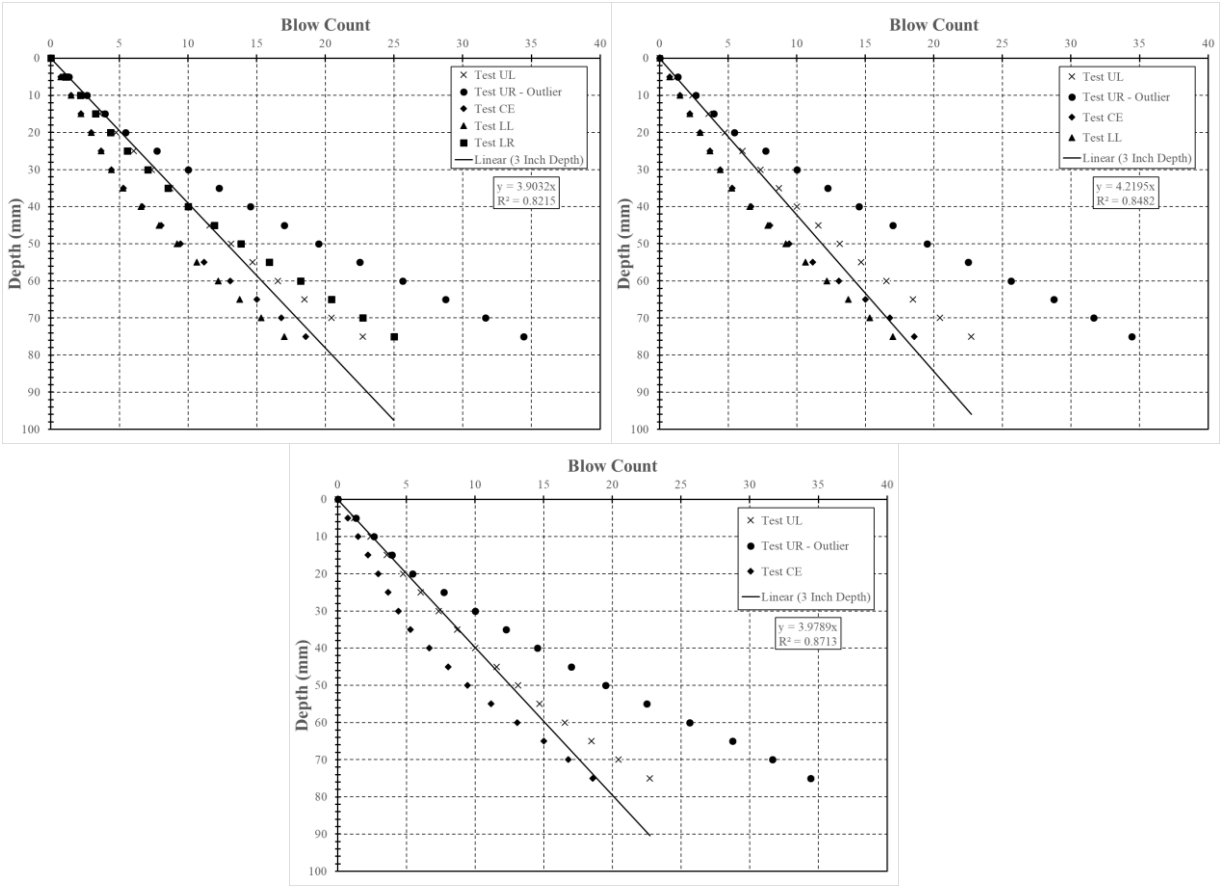 Blow Count
0 5 10 15 20 25 30 35 40
0
10
20
30
40
50
60
70
80
90
100
Depth (mm)
Test UL
Test UR - Outlier
Test CE
Test LL
Test LR
Linear (3 Inch Depth)
y = 3.9032x
R² = 0.8215
Blow Count
0 5 10 15 20 25 30 35 40
0
10
20
30
40
50
60
70
80
90
100
Depth (mm)
Test UL
Test UR - Outlier
Test CE
Test LL
Linear (3 Inch Depth)
y = 4.2195x
R² = 0.8482
Blow Count
0 5 10 15 20 25 30 35 40
0
10
20
30
40
50
60
70
80
90
100
Depth (mm)
Test UL
Test UR - Outlier
Test CE
Linear (3 Inch Depth)
y = 3.9789x
R² = 0.8713